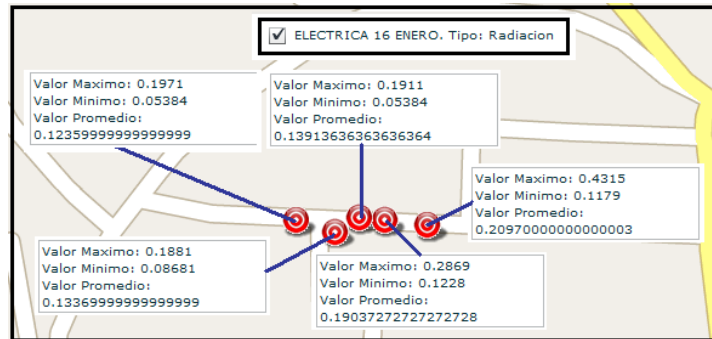 ELECTRICA 16 ENERO. Tipo: Radiacion
Valor Maximo: 0.1971
Valor Minimo: 0.05384
Valor Promedio:
0.12359999999999999
Valor Maximo: 0.1911
Valor Minimo: 0.05384
Valor Promedio:
0.13913636363636364
Valor Maximo: 0.4315
Valor Minimo: 0.1179
Valor Promedio:
0.20970000000000003
Valor Maximo: 0.1881
Valor Minimo: 0.08681
Valor Promedio:
0.13369999999999999
Valor Maximo: 0.2869
Valor Minimo: 0.1228
Valor Promedio:
0.19037272727272728